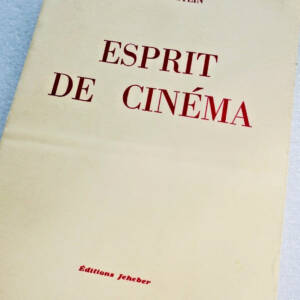 ESPRIT
DE CINÉMA
Éditions Jeheber